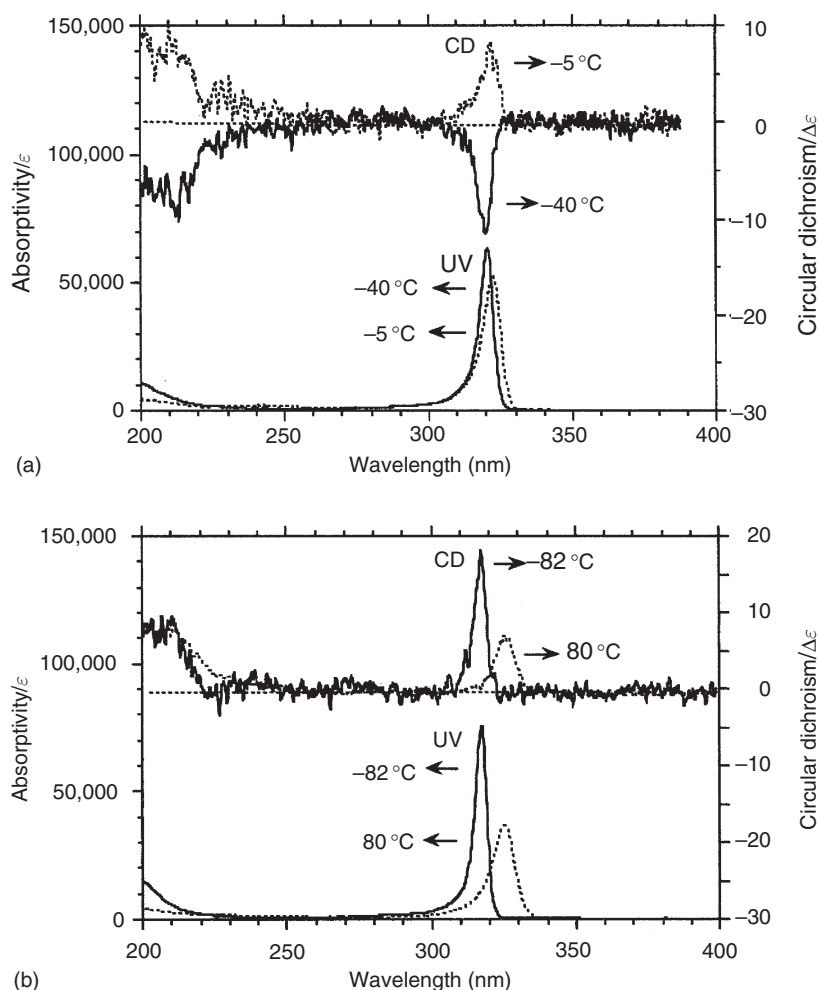 150,000
10
CD
–5 °C
0
100,000
–40 °C
–10
Absorptivity/ε
Circular dichroism/Δε
UV
–40 °C
50,000
–20
–5 °C
0
–30
200
250
300
350
400
Wavelength (nm)
(a)
150,000
20
CD
–82 °C
10
80 °C
100,000
0
Absorptivity/ε
Circular dichroism/Δε
UV
–10
–82 °C
50,000
80 °C
–20
0
–30
200
250
300
350
400
Wavelength (nm)
(b)